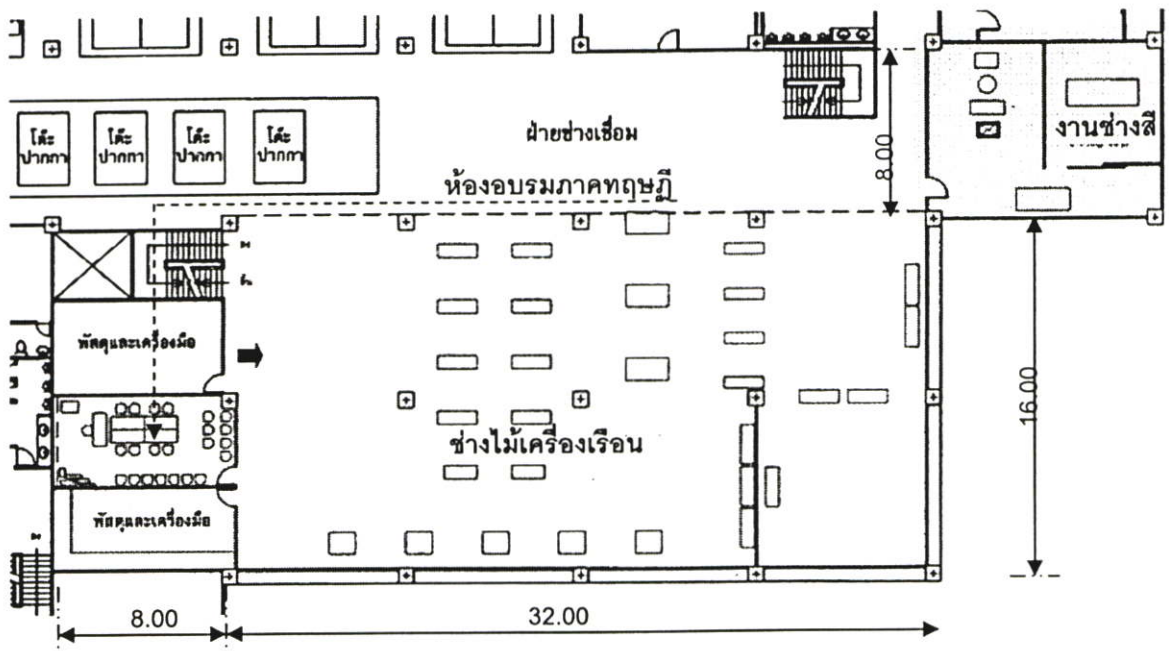 ฝ่ายช่างเชื่อม
โต๊ะ
ปากกา
โต๊ะ
ปากกา
โต๊ะ
ปากกา
โต๊ะ
ปากกา
งานช่างสี
8.00
ห้องอบรมภาคทฤษฎี
พัสดุและเครื่องมือ
16.00
ช่างไม้เครื่องเรือน
พัสดุและเครื่องมือ
8.00
32.00